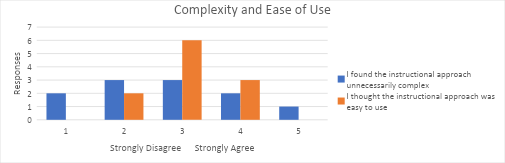 Complexity and Ease of Use
7
6
5
4
3
2
1
0
Responses
1 2 3 4 5
Strongly Disagree Strongly Agree
I found the instructional approach
unnecessarily complex
I thought the instructional approach was
easy to use